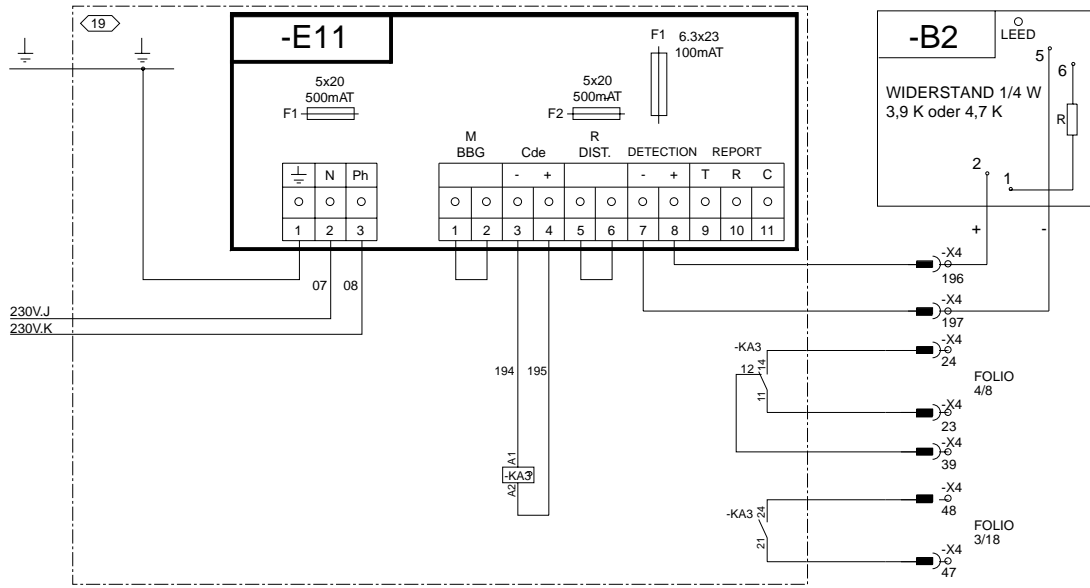 19
-E11
F1 6.3x23
100mAT
5x20
500mAT
F1
5x20
500mAT
F2
-B2
LEED
5
6
WIDERSTAND 1/4 W
3,9 K oder 4,7 K
R
2
1
+ -
M
BBG
Cde
R
DIST.
DETECTION
REPORT
N Ph
- + - + T R C
1 2 3
1 2 3 4 5 6 7 8 9 10 11
07 08
230V.J
230V.K
194 195
A1
-KA3
A2
-X4
196
-X4
197
-KA3
12
14
11
-X4
24
FOLIO
4/8
-X4
23
-X4
39
-KA3
24
21
-X4
48
FOLIO
3/18
-X4
47